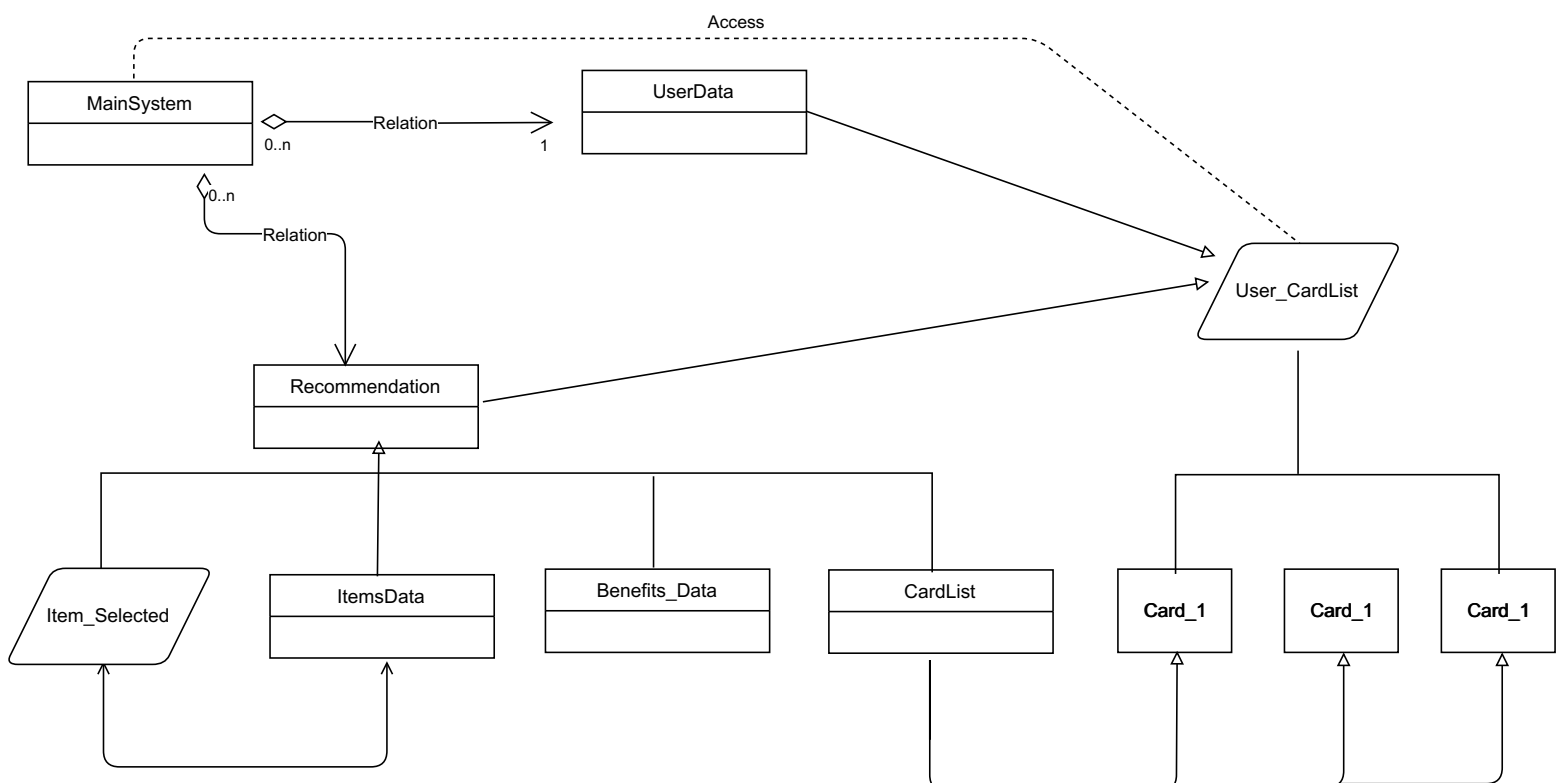 Access
MainSystem
UserData
Relation
0..n
1
0..n
Relation
User_CardList
Recommendation
Item_Selected
ItemsData
Benefits_Data
CardList
Card_1
Card_1
Card_1